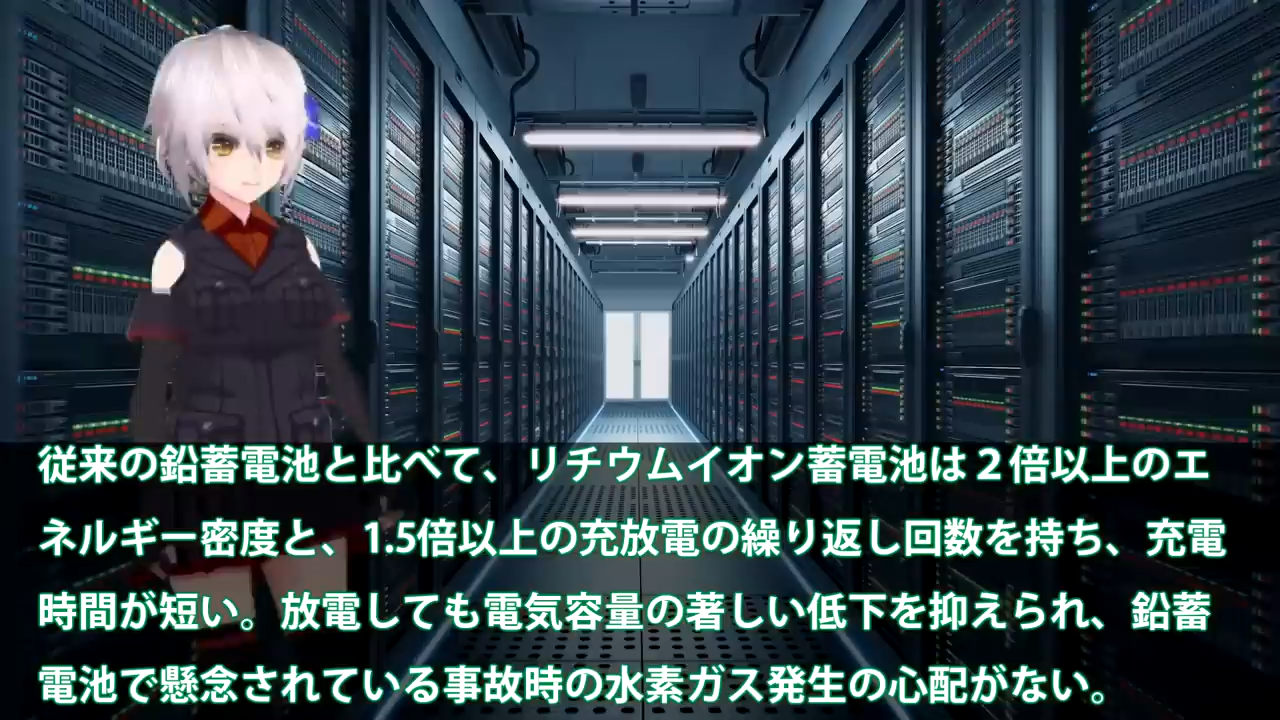 従来の鉛蓄電池と比べて、リチウムイオン蓄電池は２倍以上のエ
ネルギー密度と、1.5倍以上の充放電の繰り返し回数を持ち、充電
時間が短い。放電しても電気容量の著しい低下を抑えられ、鉛蓄
電池で懸念されている事故時の水素ガス発生の心配がない。